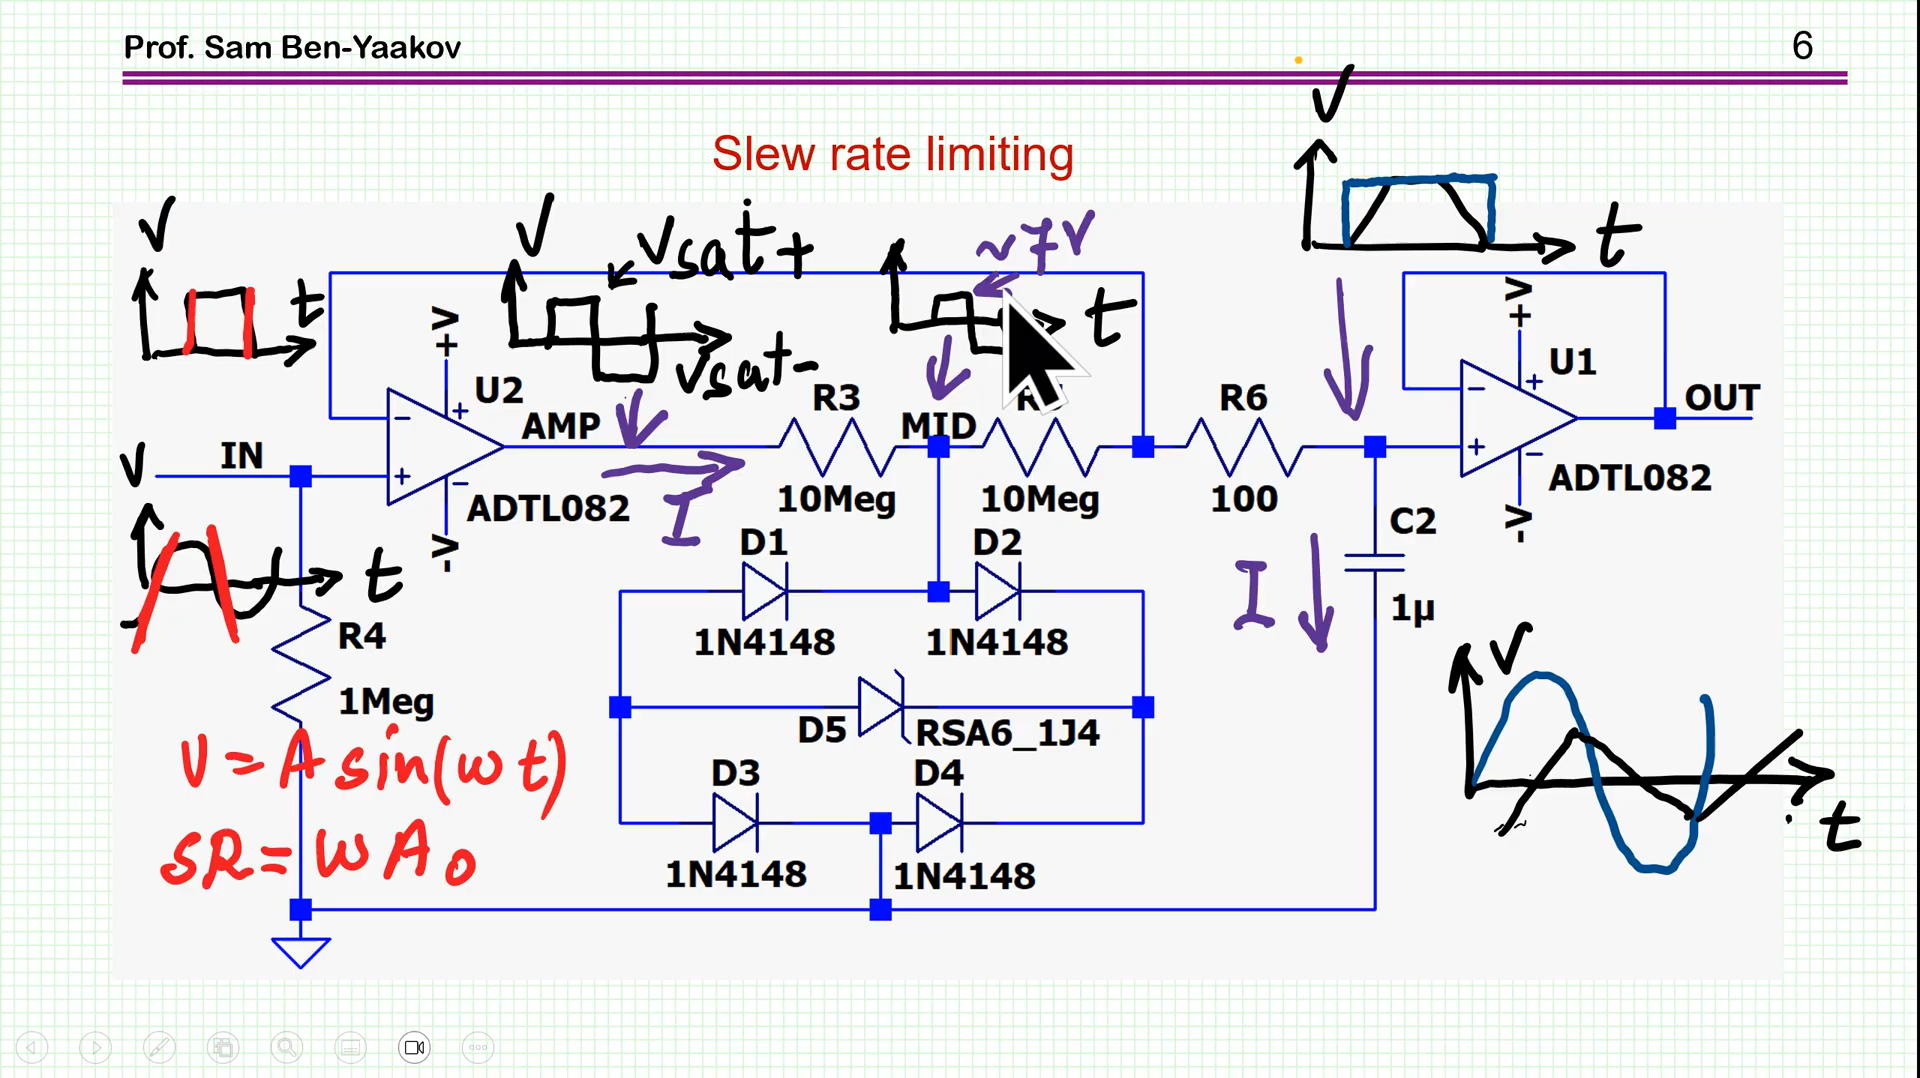 Prof. Sam Ben-Yaakov
6
Slew rate limiting
V
t
V
Vsat+
Vsat-
~7V
t
V
t
+V
U2
AMP
R3
MID
R6
+V
U1
OUT
V
IN
ADTL082
-V
I
10Meg
10Meg
100
ADTL082
-V
t
D1
D2
C2
1N4148
1N4148
I
1µ
R4
1Meg
D5
RSA6_1J4
V
t
V = A sin(wt)
D3
D4
SR = W A0
1N4148
1N4148